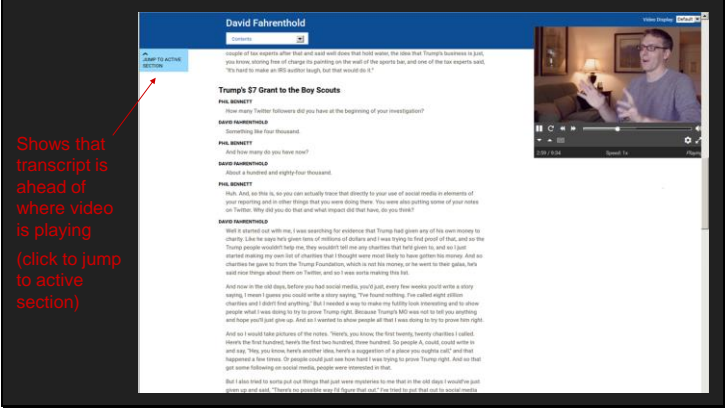 David Fahrenthold
Video Display: Default
Contents
JUMP TO ACTIVE
SECTION
couple of tax experts after that and said well does that hold water, the idea that Trump's business is just,
you know, storing free of charge its painting on the wall of the sports bar, and one of the tax experts said,
"It's hard to make an IRS auditor laugh, but that would do it."
Trump's $7 Grant to the Boy Scouts
PHIL BENNETT
How many Twitter followers did you have at the beginning of your investigation?
DAVID FAHRENTHOLD
Something like four thousand.
PHIL BENNETT
And how many do you have now?
DAVID FAHRENTHOLD
About a hundred and eighty-four thousand.
PHIL BENNETT
Huh. And, so this is, so you can actually trace that directly to your use of social media in elements of
your reporting and in other things that you were doing there. You were also putting some of your notes
on Twitter. Why did you do that and what impact did that have, do you think?
DAVID FAHRENTHOLD
Well it started out with me, I was searching for evidence that Trump had given any of his own money to
charity. Like he says he's given tens of millions of dollars and I was trying to find proof of that, and so the
Trump people wouldn't help me, they wouldn't tell me any charities that he'd given to, and so I just
started making my own list of charities that I thought were most likely to have gotten his money. And so
charities he gave to from the Trump Foundation, which is not his money, or he went to their galas, he's
said nice things about them on Twitter, and so I was sorta making this list.
And now in the old days, before you had social media, you'd just, every few weeks you'd write a story
saying, I mean I guess you could write a story saying, "I've found nothing. I've called eight zillion
charities and I didn't find anything." But I needed a way to make my futility look interesting and to show
people what I was doing to try to prove Trump right. Because Trump's MO was not to tell you anything
and hope you'll just give up. And so I wanted to show people all that I was doing to try to prove him right.
And so I would take pictures of the notes. "Here's, you know, the first twenty, twenty charities I called.
Here's the first hundred, here's the first two hundred, three hundred. So people A, could, could write in
and say, "Hey, you know, here's another idea, here's a suggestion of a place you oughta call," and that
happened a few times. Or people could just see how hard I was trying to prove Trump right. And so that
got some following on social media, people were interested in that.
But I also tried to sorta put out things that just were mysteries to me that in the old days I would've just
given up and said, "There's no possible way I'd figure that out." I've tried to put that out to social media
2:59 / 9:34
Speed: 1x
Playing
Shows that
transcript is
ahead of
where video
is playing
(click to jump
to active
section)